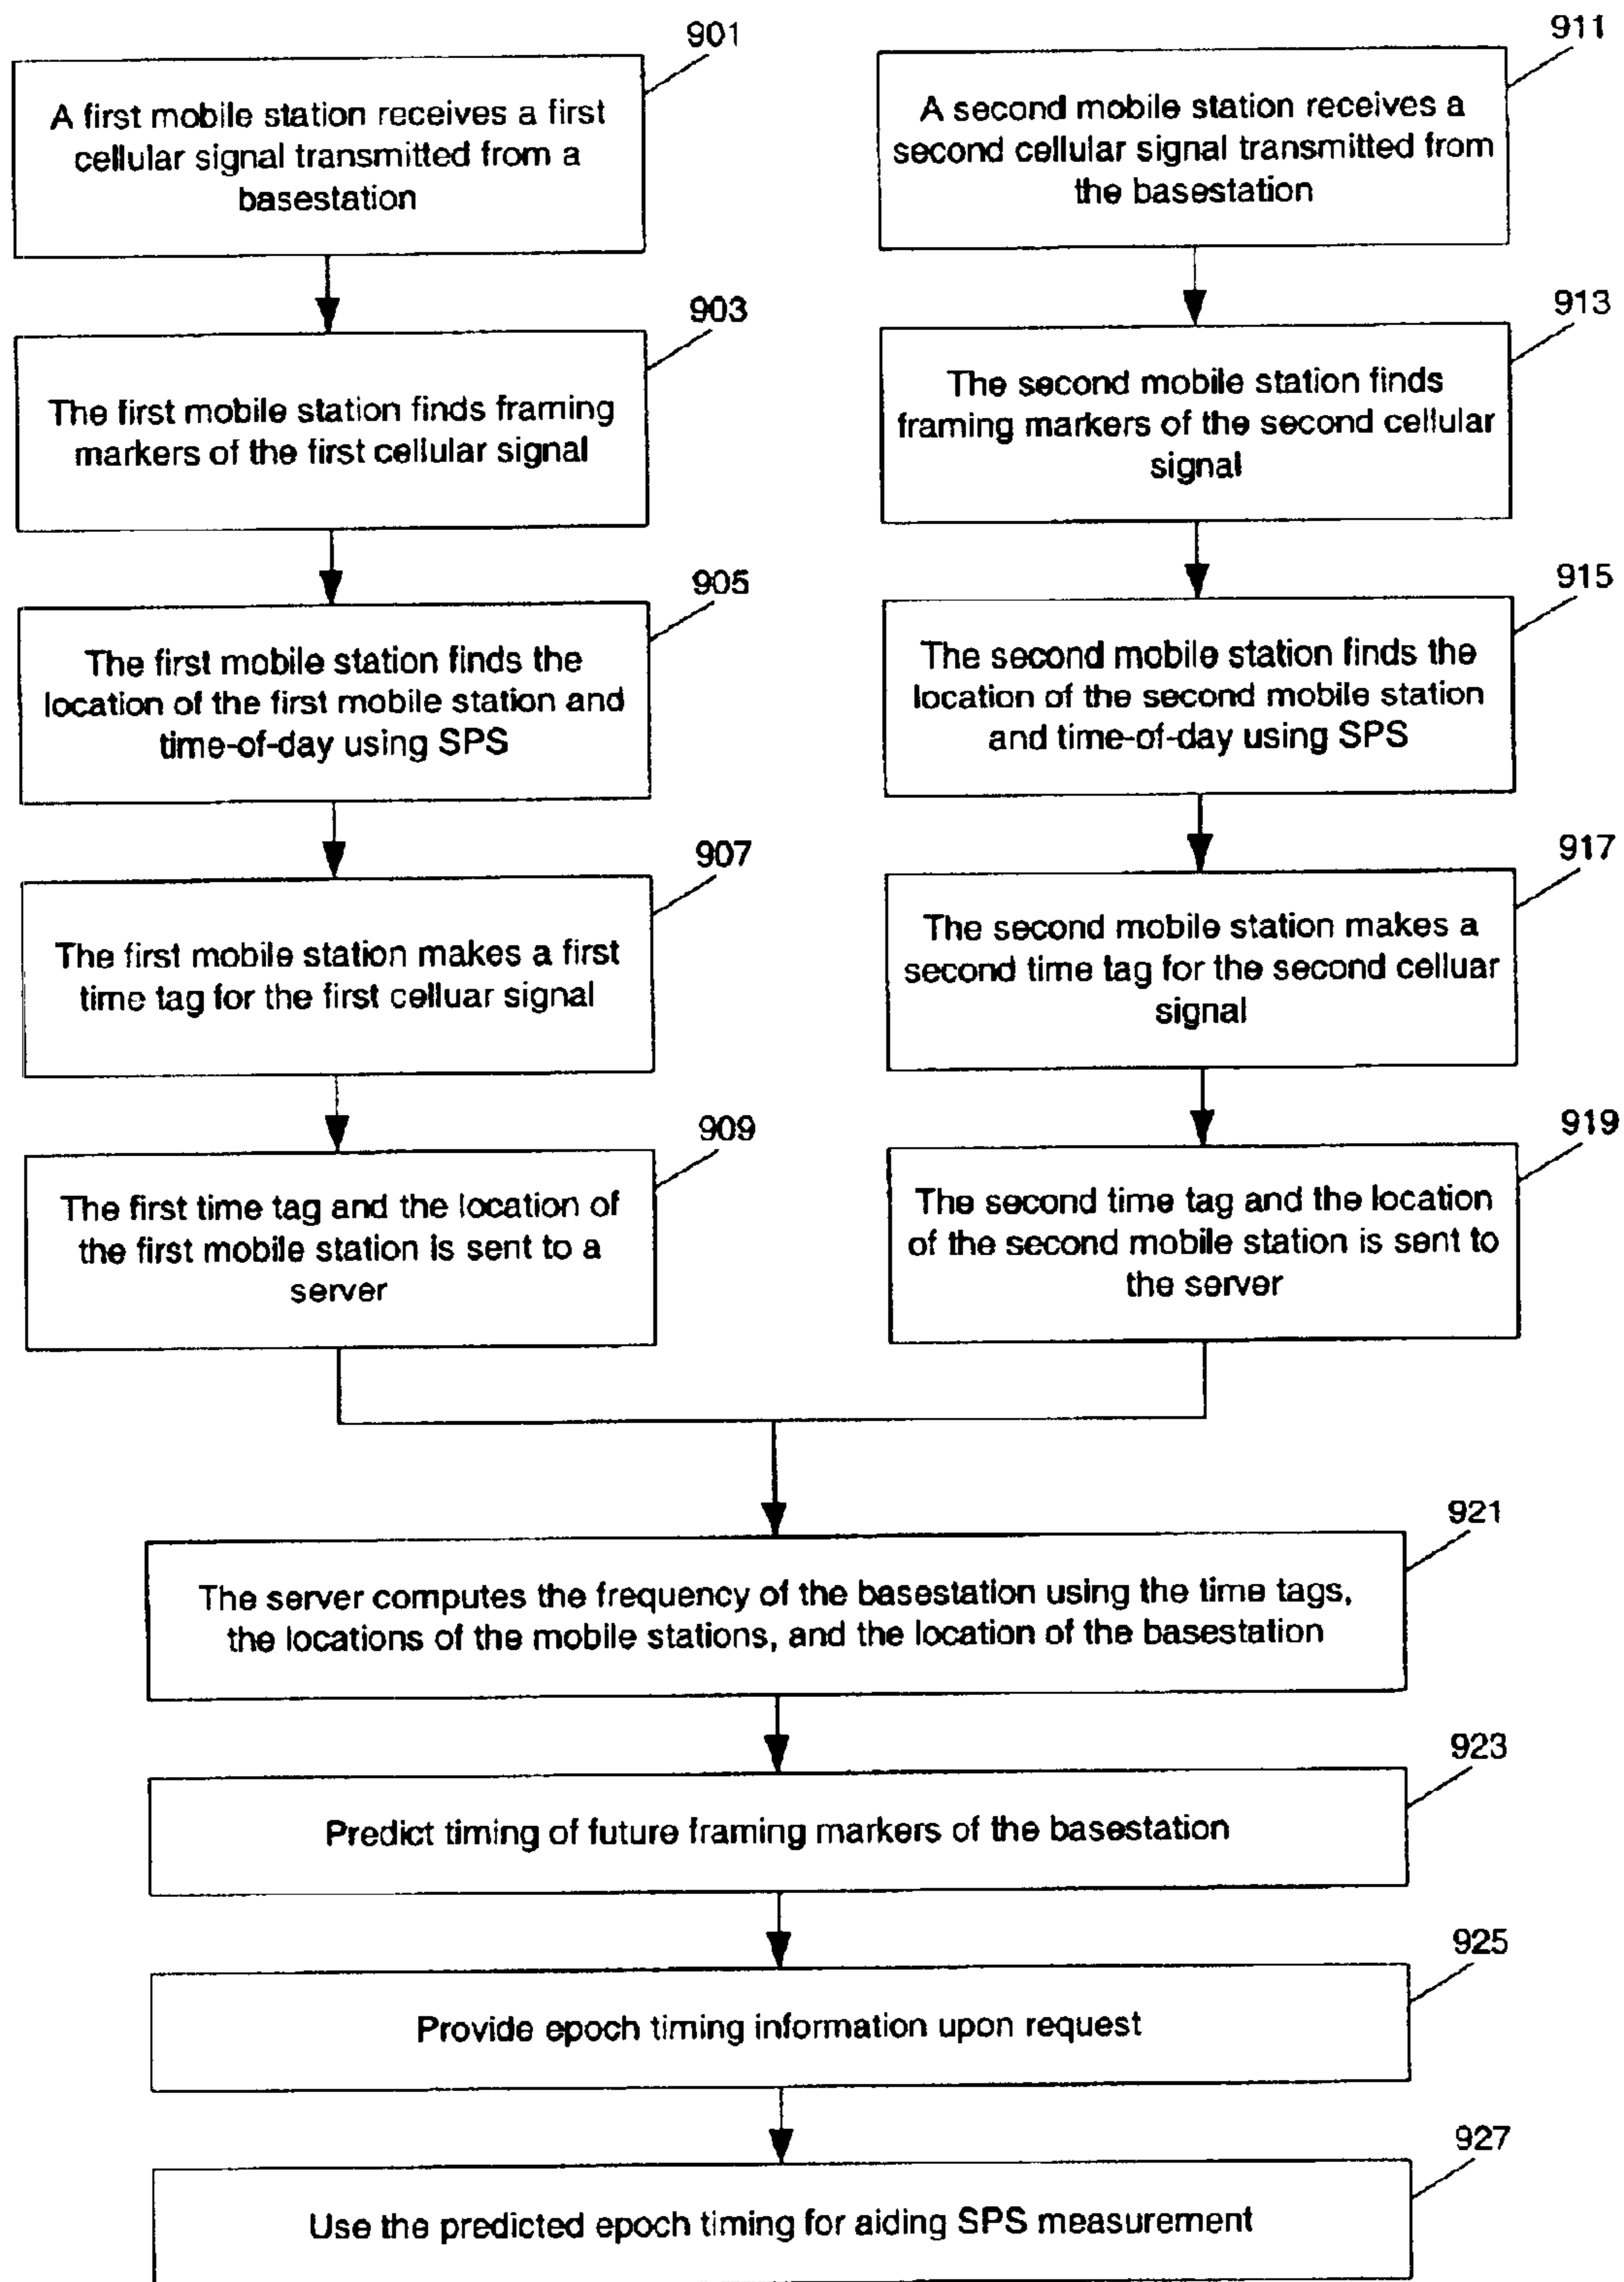 901
A first mobile station receives a first
cellular signal transmitted from a
basestation
903
The first mobile station finds framing
markers of the first cellular signal
905
The first mobile station finds the
location of the first mobile station and
time-of-day using SPS
907
The first mobile station makes a first
time tag for the first celluar signal
909
The first time tag and the location of
the first mobile station is sent to a
server
911
A second mobile station receives a
second cellular signal transmitted from
the basestation
913
The second mobile station finds
framing markers of the second cellular
signal
915
The second mobile station finds the
location of the second mobile station
and time-of-day using SPS
917
The second mobile station makes a
second time tag for the second celluar
signal
919
The second time tag and the location
of the second mobile station is sent to
the server
921
The server computes the frequency of the basestation using the time tags,
the locations of the mobile stations, and the location of the basestation
923
Predict timing of future framing markers of the basestation
925
Provide epoch timing information upon request
927
Use the predicted epoch timing for aiding SPS measurement